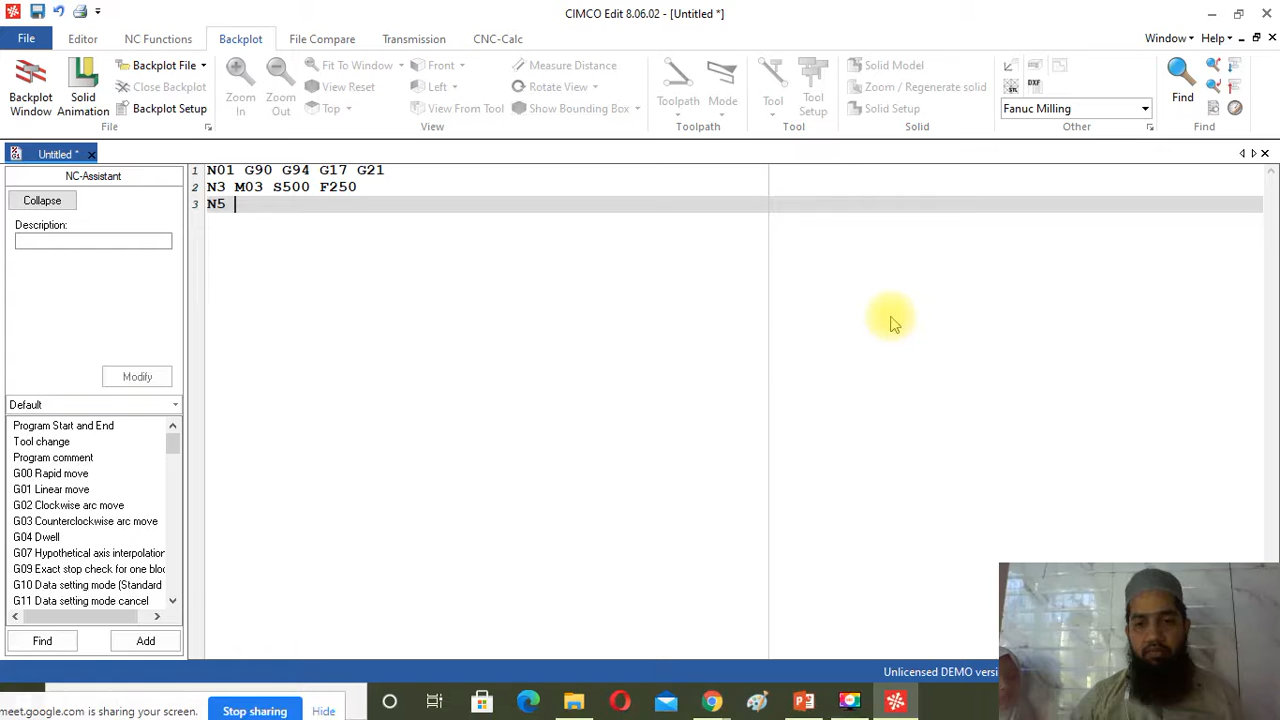 CIMCO Edit 8.06.02 - [Untitled *]
File Editor NC Functions Backplot File Compare Transmission CNC-Calc Window Help
Backplot Window
Solid Animation
Backplot File
Close Backplot
Backplot Setup
File
Zoom In
Zoom Out
Fit To Window
View Reset
Top
Front
Left
View From Tool
Measure Distance
Rotate View
Show Bounding Box
View
Toolpath
Mode
Toolpath
Tool
Tool Setup
Tool
Solid Model
Zoom / Regenerate solid
Solid Setup
Solid
STL
DXF
Fanuc Milling
Other
Find
Find
Untitled *
NC-Assistant
Collapse
Description:
Modify
Default
Program Start and End
Tool change
Program comment
G00 Rapid move
G01 Linear move
G02 Clockwise arc move
G03 Counterclockwise arc move
G04 Dwell
G07 Hypothetical axis interpolation
G09 Exact stop check for one bloc
G10 Data setting mode (Standard
G11 Data setting mode cancel
Find Add
1 N01 G90 G94 G17 G21
2 N3 M03 S500 F250
3 N5
Unlicensed DEMO versi
meet.google.com is sharing your screen. Stop sharing Hide